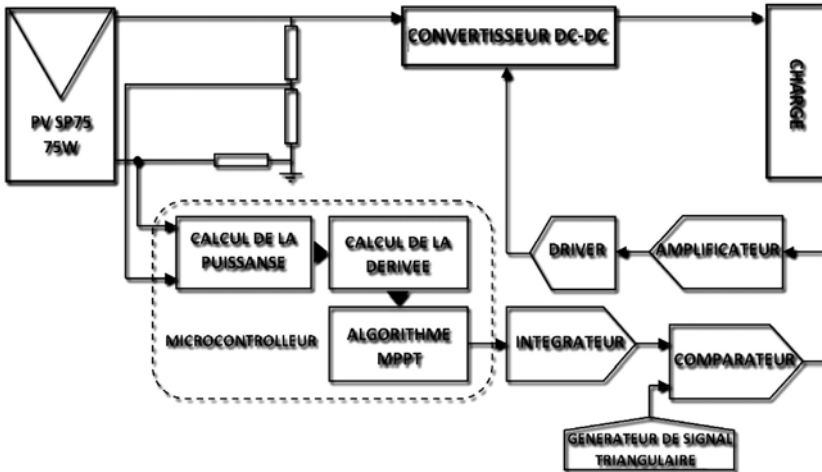 CONVERTISSEUR DC-DC
CHARGE
PV SP75
75W
CALCUL DE LA
PUISSANSE
CALCUL DE LA
DERIVEE
DRIVER
AMPLIFICATEUR
MICROCONTROLLEUR
ALGORITHME
MPPT
INTEGRATEUR
COMPARATEUR
GENERATEUR DE SIGNAL
TRIANGULAIRE